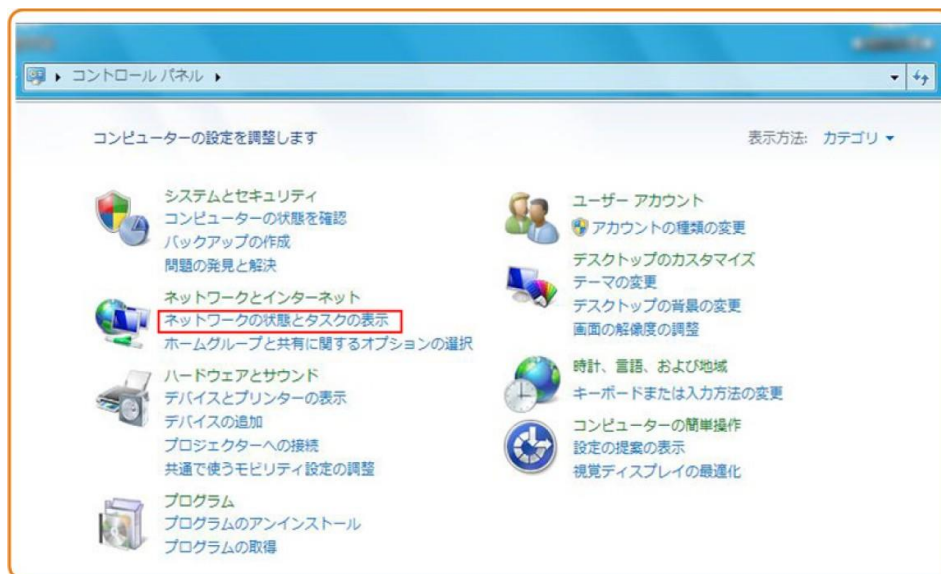 コントロール パネル
コンピューターの設定を調整します
表示方法: カテゴリ
システムとセキュリティ
コンピューターの状態を確認
バックアップの作成
問題の発見と解決
ネットワークとインターネット
ネットワークの状態とタスクの表示
ホームグループと共有に関するオプションの選択
ハードウェアとサウンド
デバイスとプリンターの表示
デバイスの追加
プロジェクターへの接続
共通で使うモビリティ設定の調整
プログラム
プログラムのアンインストール
プログラムの取得
ユーザー アカウント
アカウントの種類の変更
デスクトップのカスタマイズ
テーマの変更
デスクトップの背景の変更
画面の解像度の調整
時計、言語、および地域
キーボードまたは入力方法の変更
コンピューターの簡単操作
設定の提案の表示
視覚ディスプレイの最適化